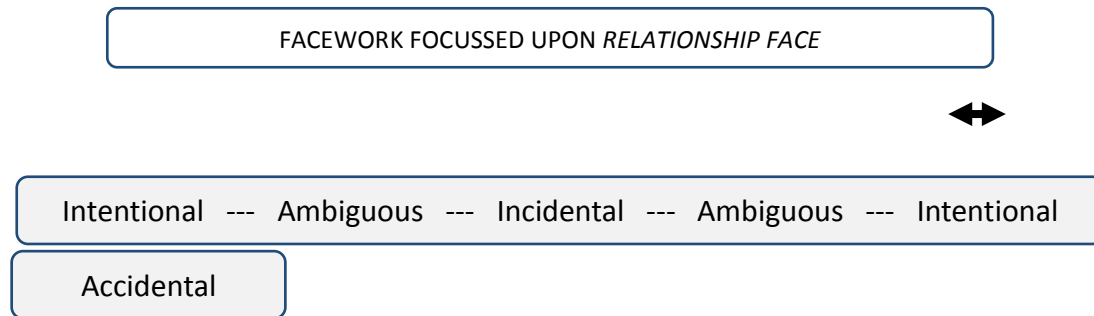 FACEWORK FOCUSSED UPON RELATIONSHIP FACE
Intentional --- Ambiguous --- Incidental --- Ambiguous --- Intentional
Accidental